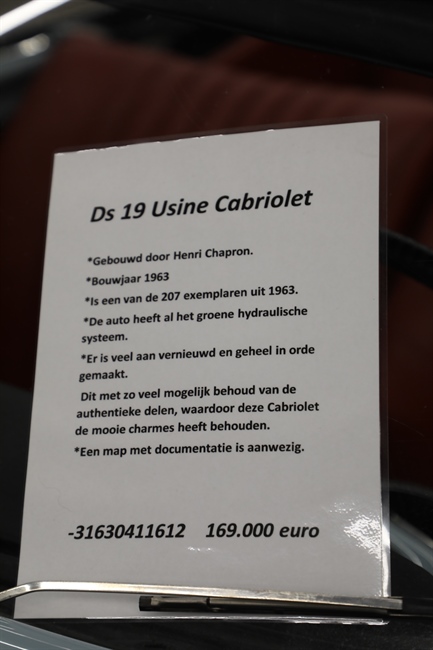 Ds 19 Usine Cabriolet
*Gebouwd door Henri Chapron.
*Bouwjaar 1963
*Is een van de 207 exemplaren uit 1963.
*De auto heeft al het groene hydraulische
systeem.
*Er is veel aan vernieuwd en geheel in orde
gemaakt.
Dit met zo veel mogelijk behoud van de
authentieke delen, waardoor deze Cabriolet
de mooie charmes heeft behouden.
*Een map met documentatie is aanwezig.
-31630411612 169.000 euro